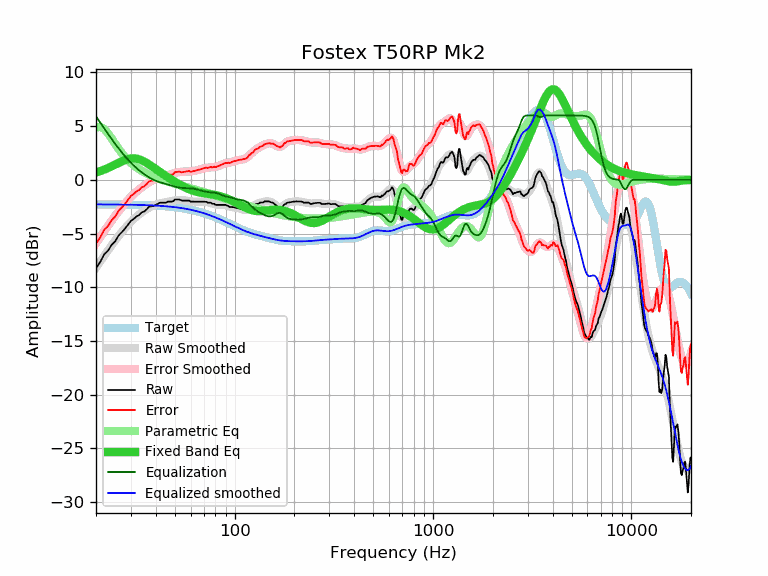 Fostex T50RP Mk2
Amplitude (dBr)
10
5
0
−5
−10
−15
−20
−25
−30
Target
Raw Smoothed
Error Smoothed
Raw
Error
Parametric Eq
Fixed Band Eq
Equalization
Equalized smoothed
100
1000
10000
Frequency (Hz)